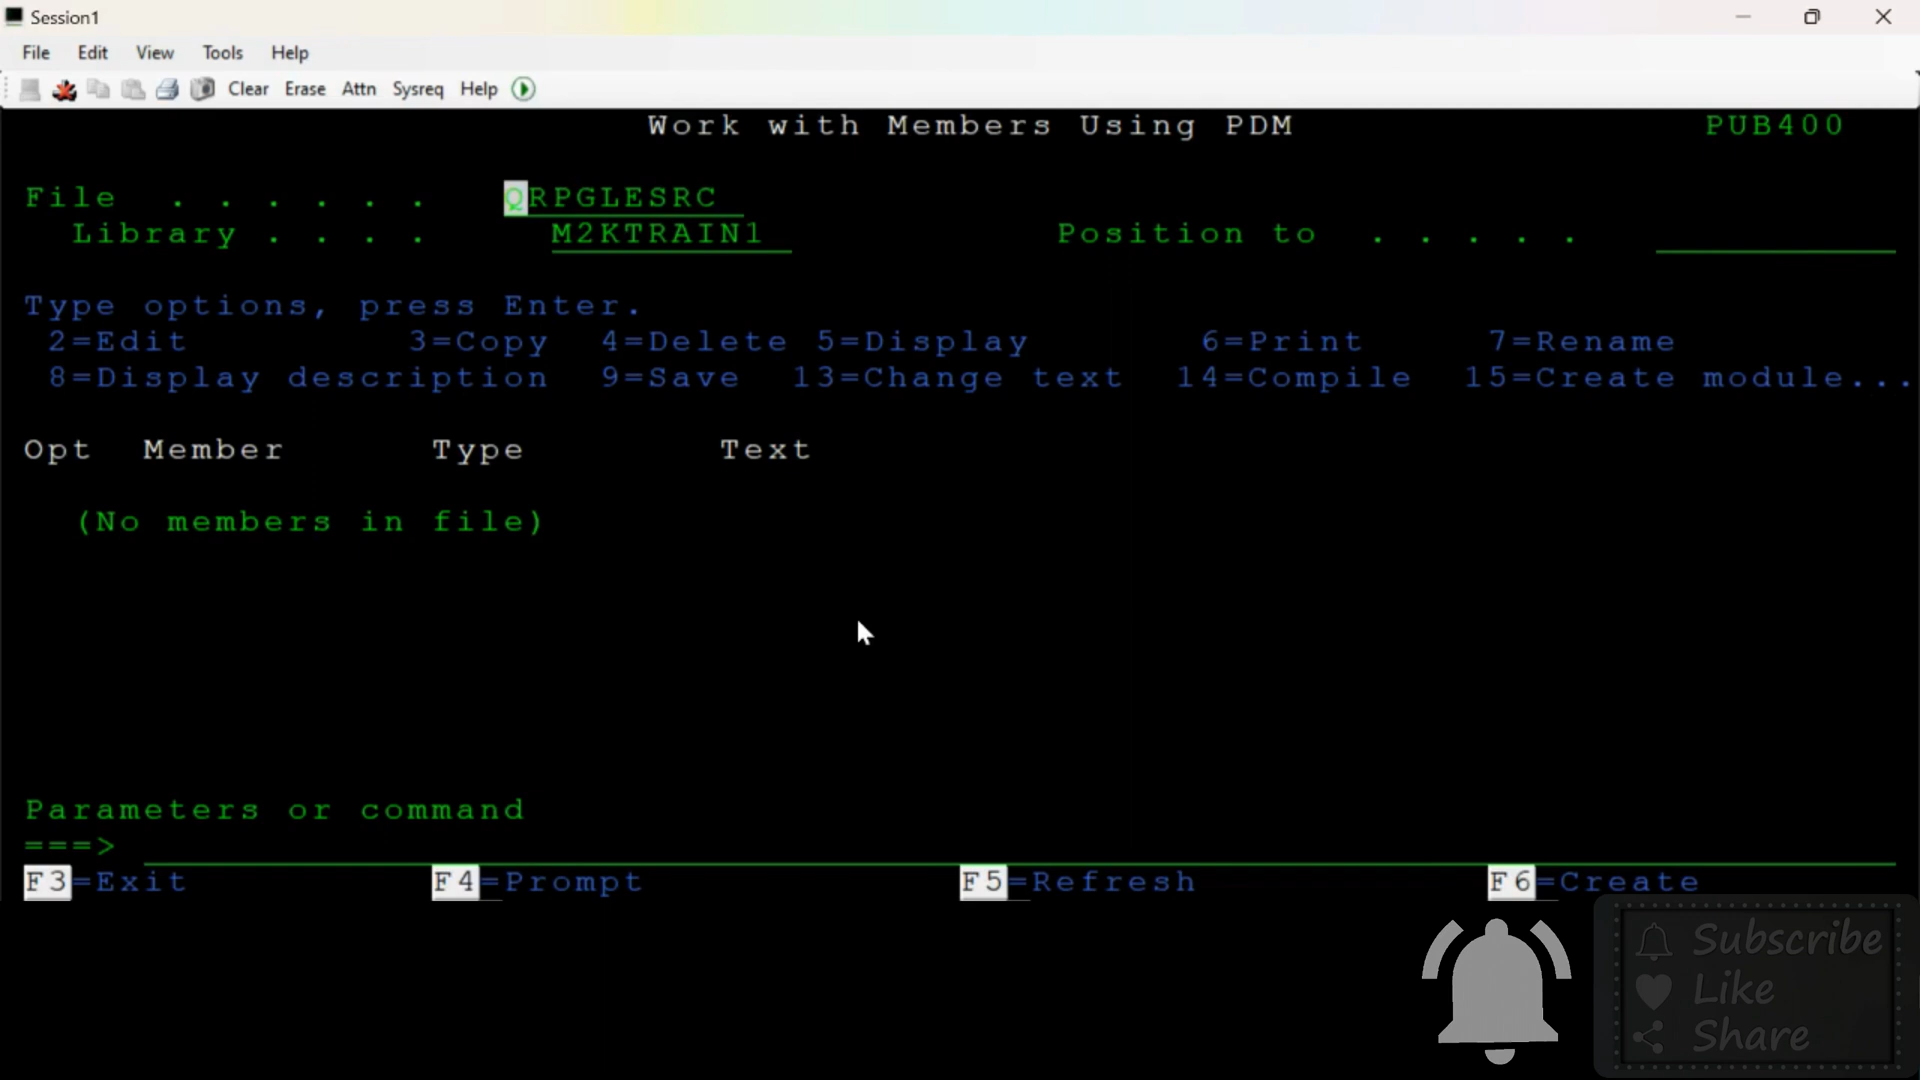 Session1
File Edit View Tools Help
Clear Erase Attn Sysreq Help
Work with Members Using PDM PUB400
File . . . . . . QRPGLESRC
Library . . . . M2KTRAIN1 Position to . . . . .
Type options, press Enter.
2=Edit 3=Copy 4=Delete 5=Display 6=Print 7=Rename
8=Display description 9=Save 13=Change text 14=Compile 15=Create module...
Opt Member Type Text
(No members in file)
Parameters or command
===>
F3=Exit F4=Prompt F5=Refresh F6=Create
Subscribe
Like
Share